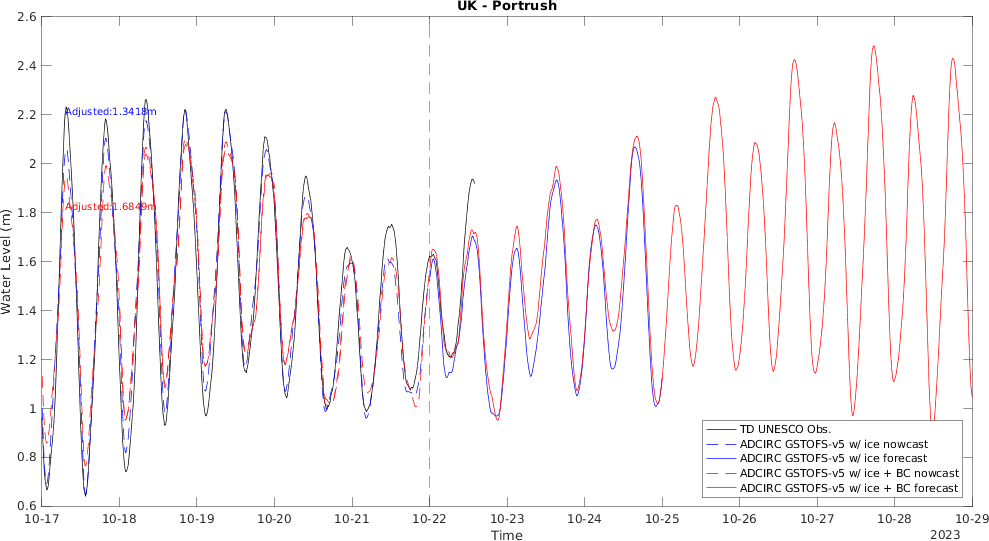 UK - Portrush
2.6
2.4
2.2
2
1.8
1.6
1.4
1.2
1
0.8
0.6
Water Level (m)
Adjusted:1.3418m
Adjusted:1.6849m
TD UNESCO Obs.
ADCIRC GSTOFS-v5 w/ ice nowcast
ADCIRC GSTOFS-v5 w/ ice forecast
ADCIRC GSTOFS-v5 w/ ice + BC nowcast
ADCIRC GSTOFS-v5 w/ ice + BC forecast
10-17 10-18 10-19 10-20 10-21 10-22 10-23 10-24 10-25 10-26 10-27 10-28 10-29
Time
2023